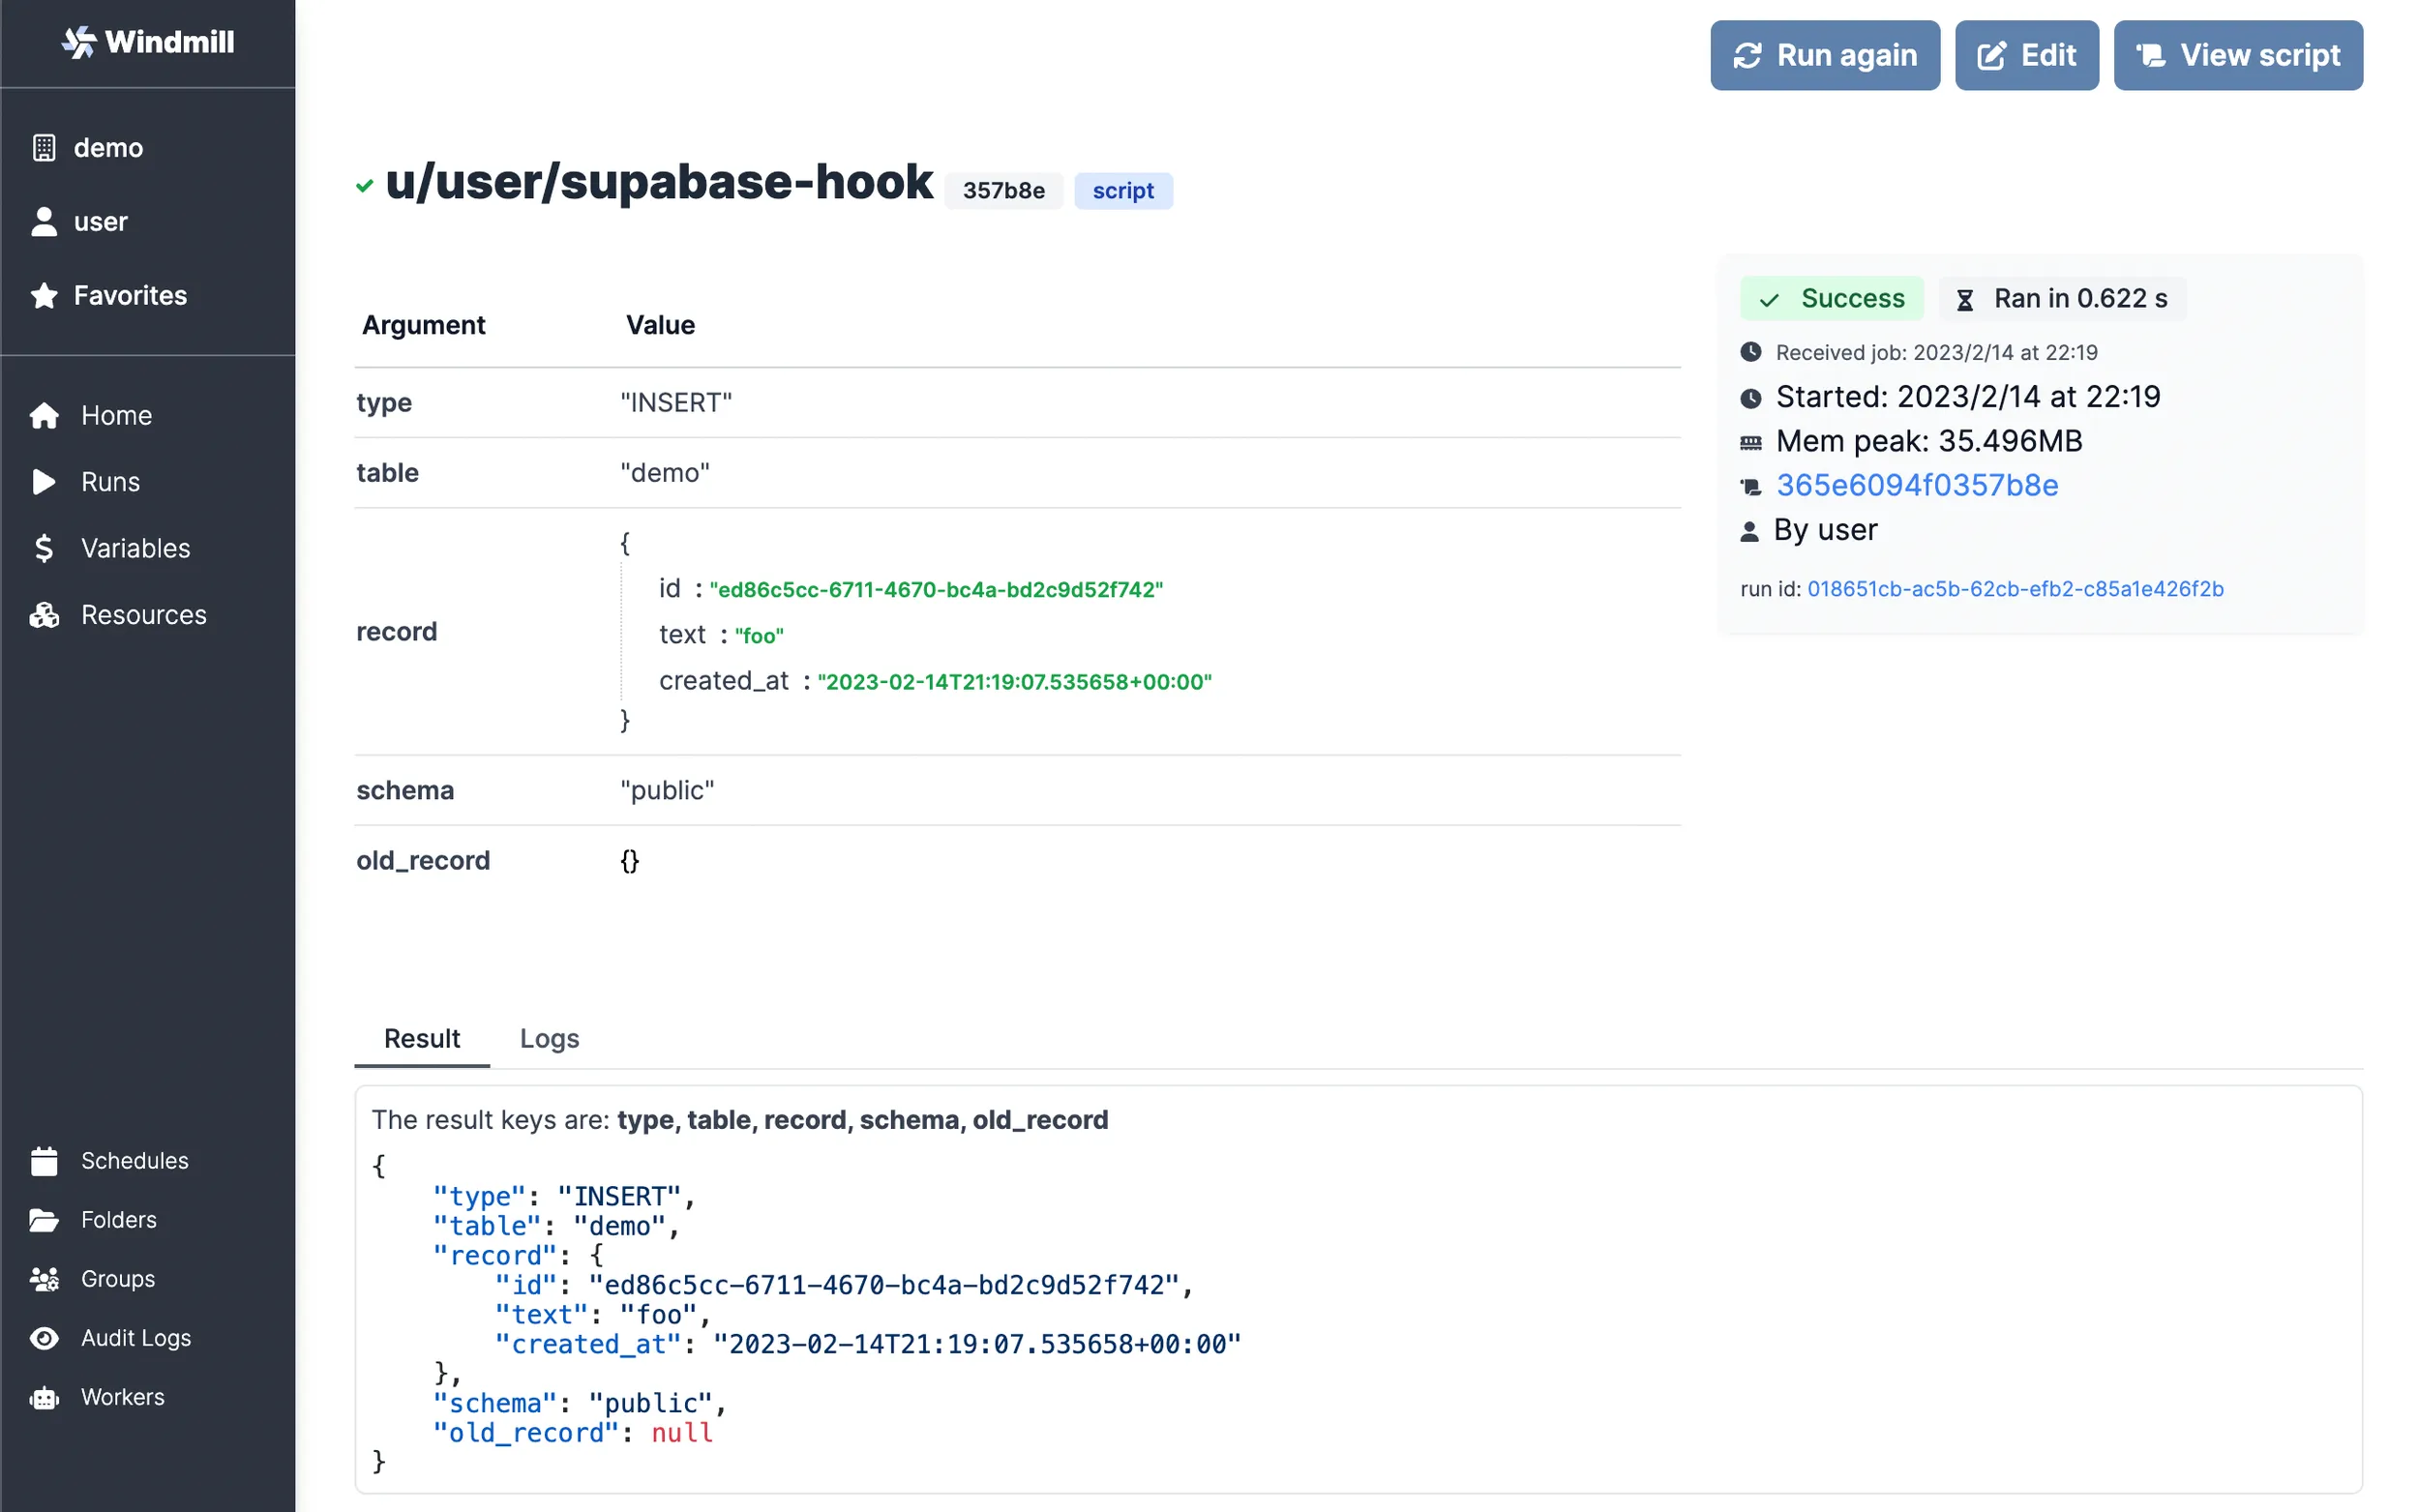 Windmill
demo
user
Favorites
Home
Runs
Variables
Resources
Schedules
Folders
Groups
Audit Logs
Workers
Run again
Edit
View script
u/user/supabase-hook 357b8e script
Argument Value
type "INSERT"
table "demo"
record {
id : "ed86c5cc-6711-4670-bc4a-bd2c9d52f742"
text : "foo"
created_at : "2023-02-14T21:19:07.535658+00:00"
}
schema "public"
old_record {}
Success Ran in 0.622 s
Received job: 2023/2/14 at 22:19
Started: 2023/2/14 at 22:19
Mem peak: 35.496MB
365e6094f0357b8e
By user
run id: 018651cb-ac5b-62cb-efb2-c85a1e426f2b
Result Logs
The result keys are: type, table, record, schema, old_record
{
    "type": "INSERT",
    "table": "demo",
    "record": {
        "id": "ed86c5cc-6711-4670-bc4a-bd2c9d52f742",
        "text": "foo",
        "created_at": "2023-02-14T21:19:07.535658+00:00"
    },
    "schema": "public",
    "old_record": null
}